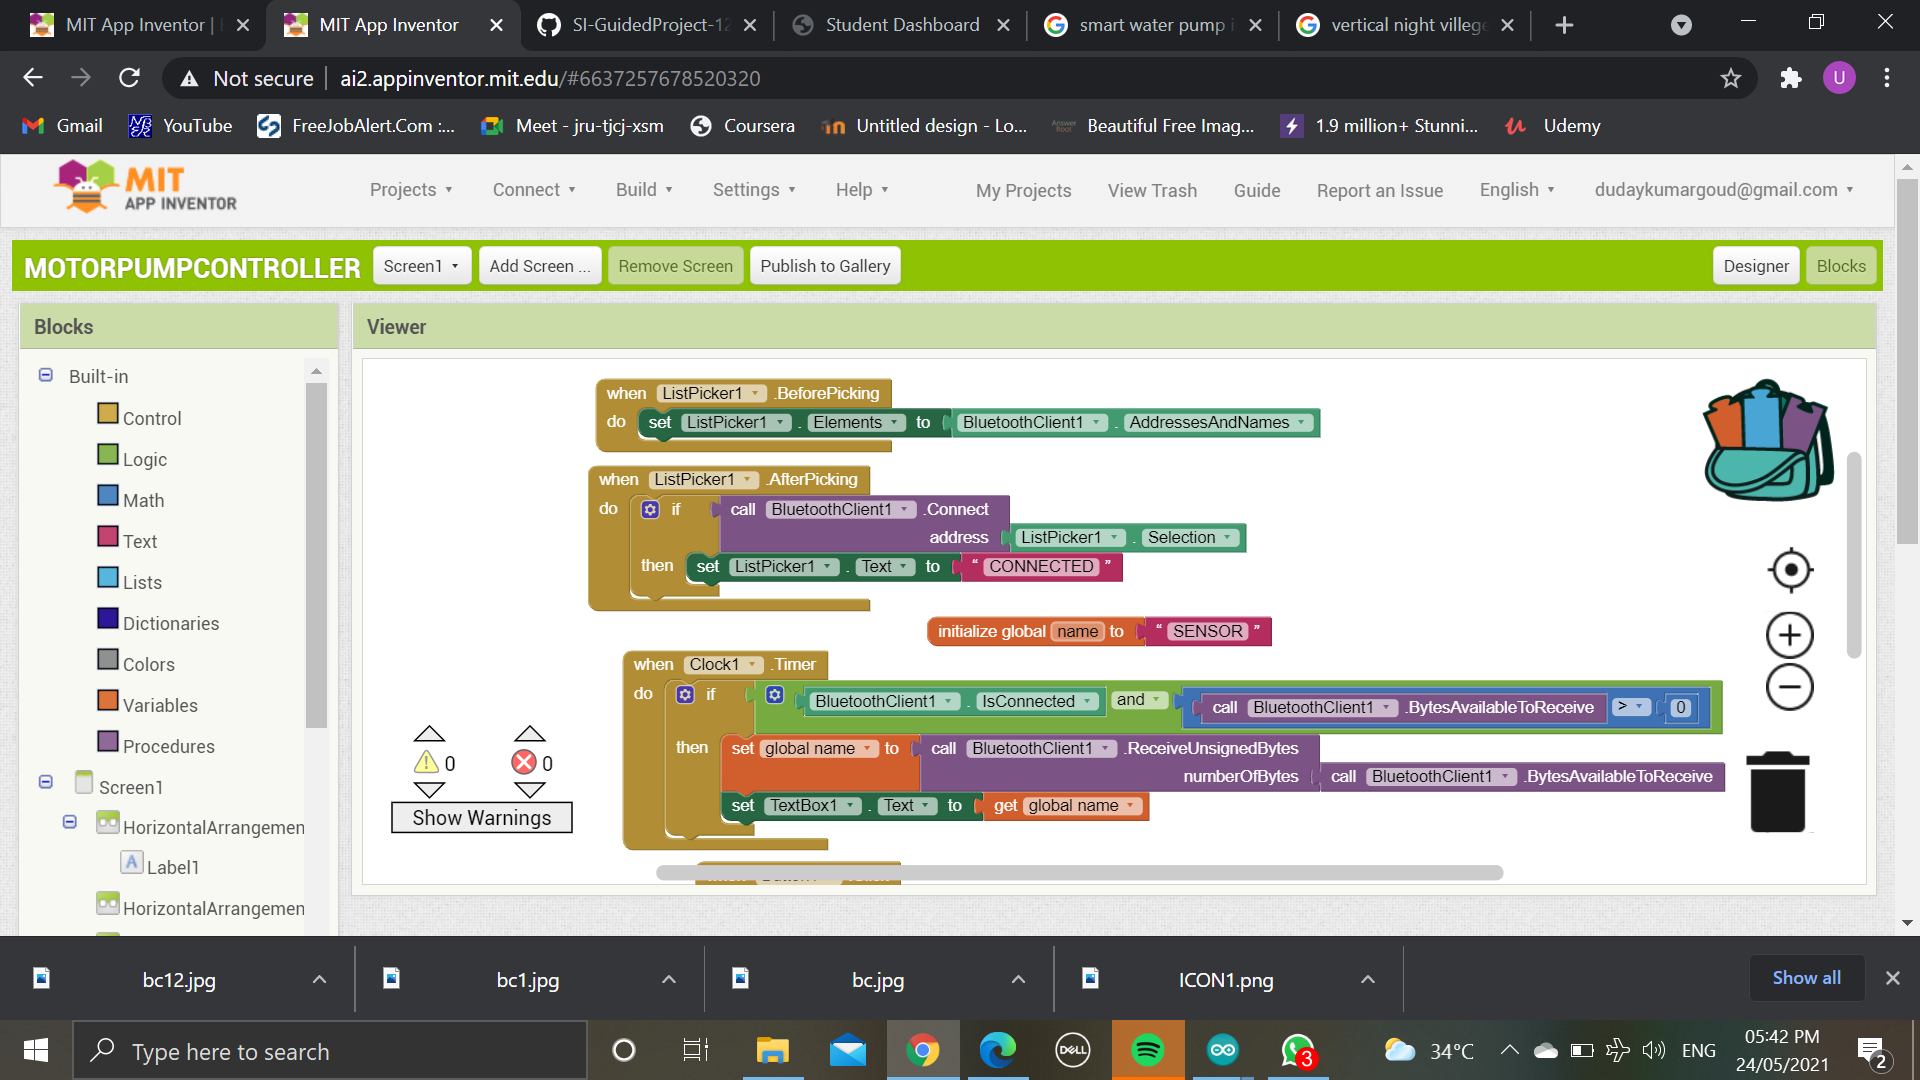 MIT App Inventor |
MIT App Inventor
SI-GuidedProject-12
Student Dashboard
smart water pump i
vertical night villege
Not secure
ai2.appinventor.mit.edu/#6637257678520320
U
Gmail
YouTube
FreeJobAlert.Com :...
Meet - jru-tjcj-xsm
Coursera
Untitled design - Lo...
Beautiful Free Imag...
1.9 million+ Stunni...
Udemy
MIT
APP INVENTOR
Projects
Connect
Build
Settings
Help
My Projects
View Trash
Guide
Report an Issue
English
dudaykumargoud@gmail.com
MOTORPUMPCONTROLLER
Screen1
Add Screen ...
Remove Screen
Publish to Gallery
Designer
Blocks
Blocks
Viewer
Built-in
Control
Logic
Math
Text
Lists
Dictionaries
Colors
Variables
Procedures
Screen1
HorizontalArrangemen
A Label1
HorizontalArrangemen
when ListPicker1 .BeforePicking
do set ListPicker1 . Elements to BluetoothClient1 . AddressesAndNames
when ListPicker1 .AfterPicking
do if call BluetoothClient1 .Connect
address ListPicker1 . Selection
then set ListPicker1 . Text to " CONNECTED "
initialize global name to " SENSOR "
when Clock1 .Timer
do if BluetoothClient1 . IsConnected and call BluetoothClient1 .BytesAvailableToReceive > 0
then set global name to call BluetoothClient1 .ReceiveUnsignedBytes
numberOfBytes call BluetoothClient1 .BytesAvailableToReceive
set TextBox1 . Text to get global name
0
0
Show Warnings
bc12.jpg
bc1.jpg
bc.jpg
ICON1.png
Show all
Type here to search
DELL
3
34°C
ENG
05:42 PM
24/05/2021
2